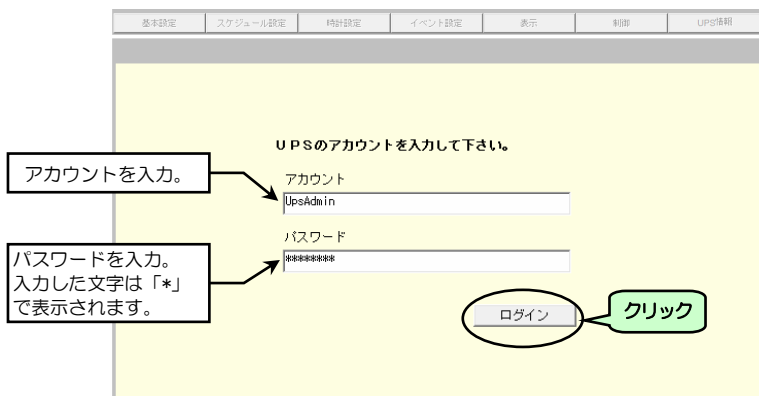 基本設定 スケジュール設定 時計設定 イベント設定 表示 制御 UPS情報
UPSのアカウントを入力して下さい。
アカウントを入力。
アカウント
UpsAdmin
パスワード
********
パスワードを入力。
入力した文字は「*」
で表示されます。
ログイン
クリック